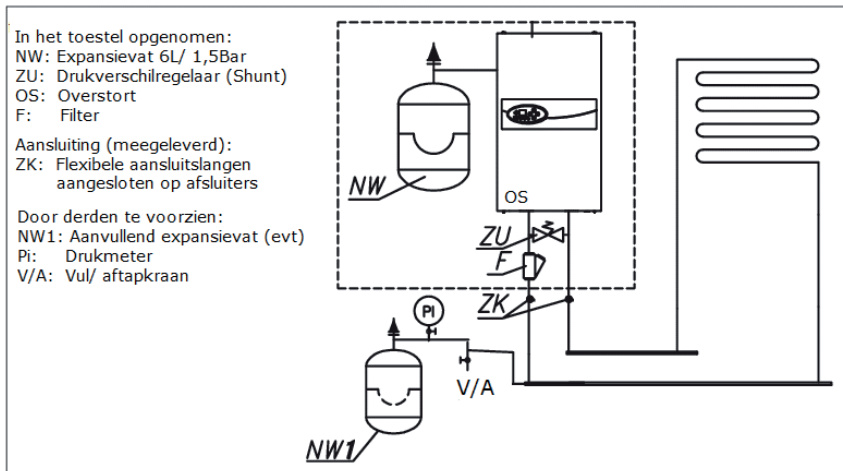 In het toestel opgenomen:
NW: Expansievat 6L/ 1,5Bar
ZU: Drukverschilregelaar (Shunt)
OS: Overstort
F: Filter
Aansluiting (meegeleverd):
ZK: Flexibele aansluitslangen
aangesloten op afsluiters
Door derden te voorzien:
NW1: Aanvullend expansievat (evt)
Pi: Drukmeter
V/A: Vul/ aftapkraan
NW
OS
ZU
F
ZK
PI
V/A
NW1